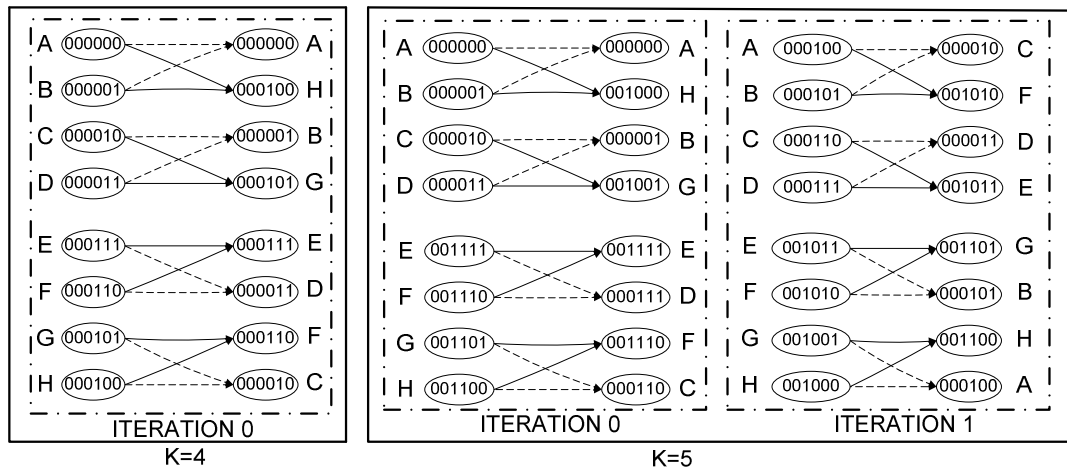 A 000000 000000 A
B 000001 000100 H
C 000010 000001 B
D 000011 000101 G
E 000111 000111 E
F 000110 000011 D
G 000101 000110 F
H 000100 000010 C
ITERATION 0
K=4
A 000000 000000 A
B 000001 001000 H
C 000010 000001 B
D 000011 001001 G
E 001111 001111 E
F 001110 000111 D
G 001101 001110 F
H 001100 000110 C
ITERATION 0
A 000100 000010 C
B 000101 001010 F
C 000110 000011 D
D 000111 001011 E
E 001011 001101 G
F 001010 000101 B
G 001001 001100 H
H 001000 000100 A
ITERATION 1
K=5